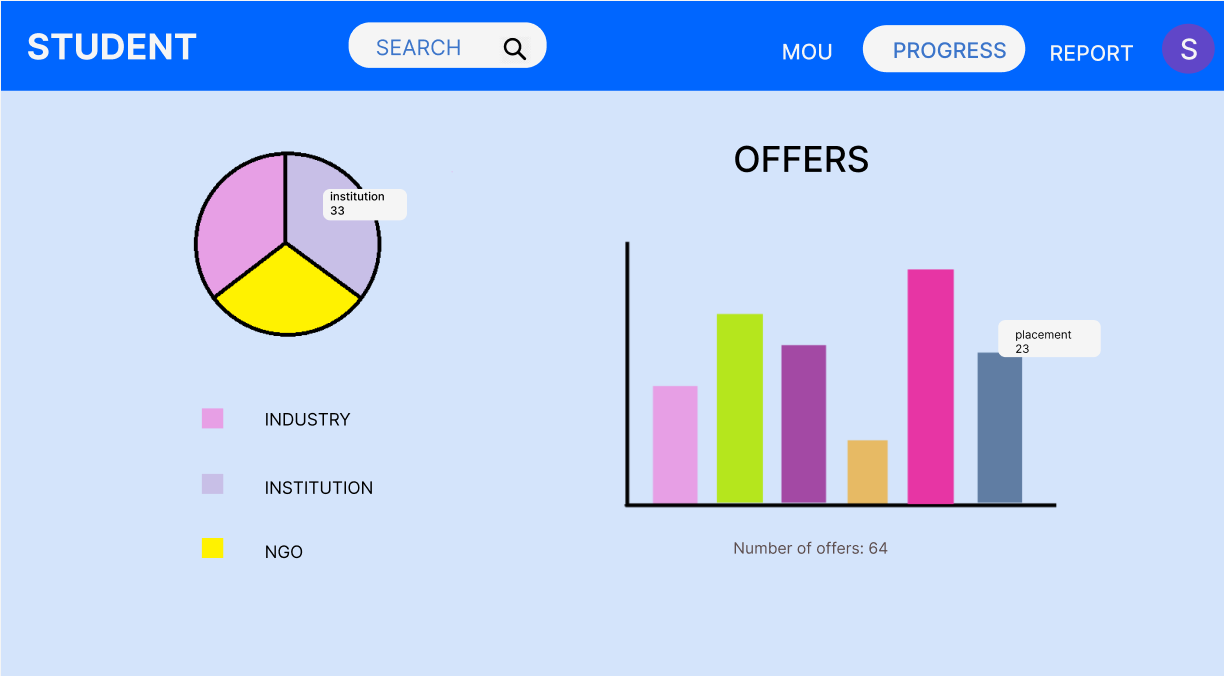 STUDENT
SEARCH
MOU
PROGRESS
REPORT
S
institution
33
INDUSTRY
INSTITUTION
NGO
OFFERS
placement
23
Number of offers: 64